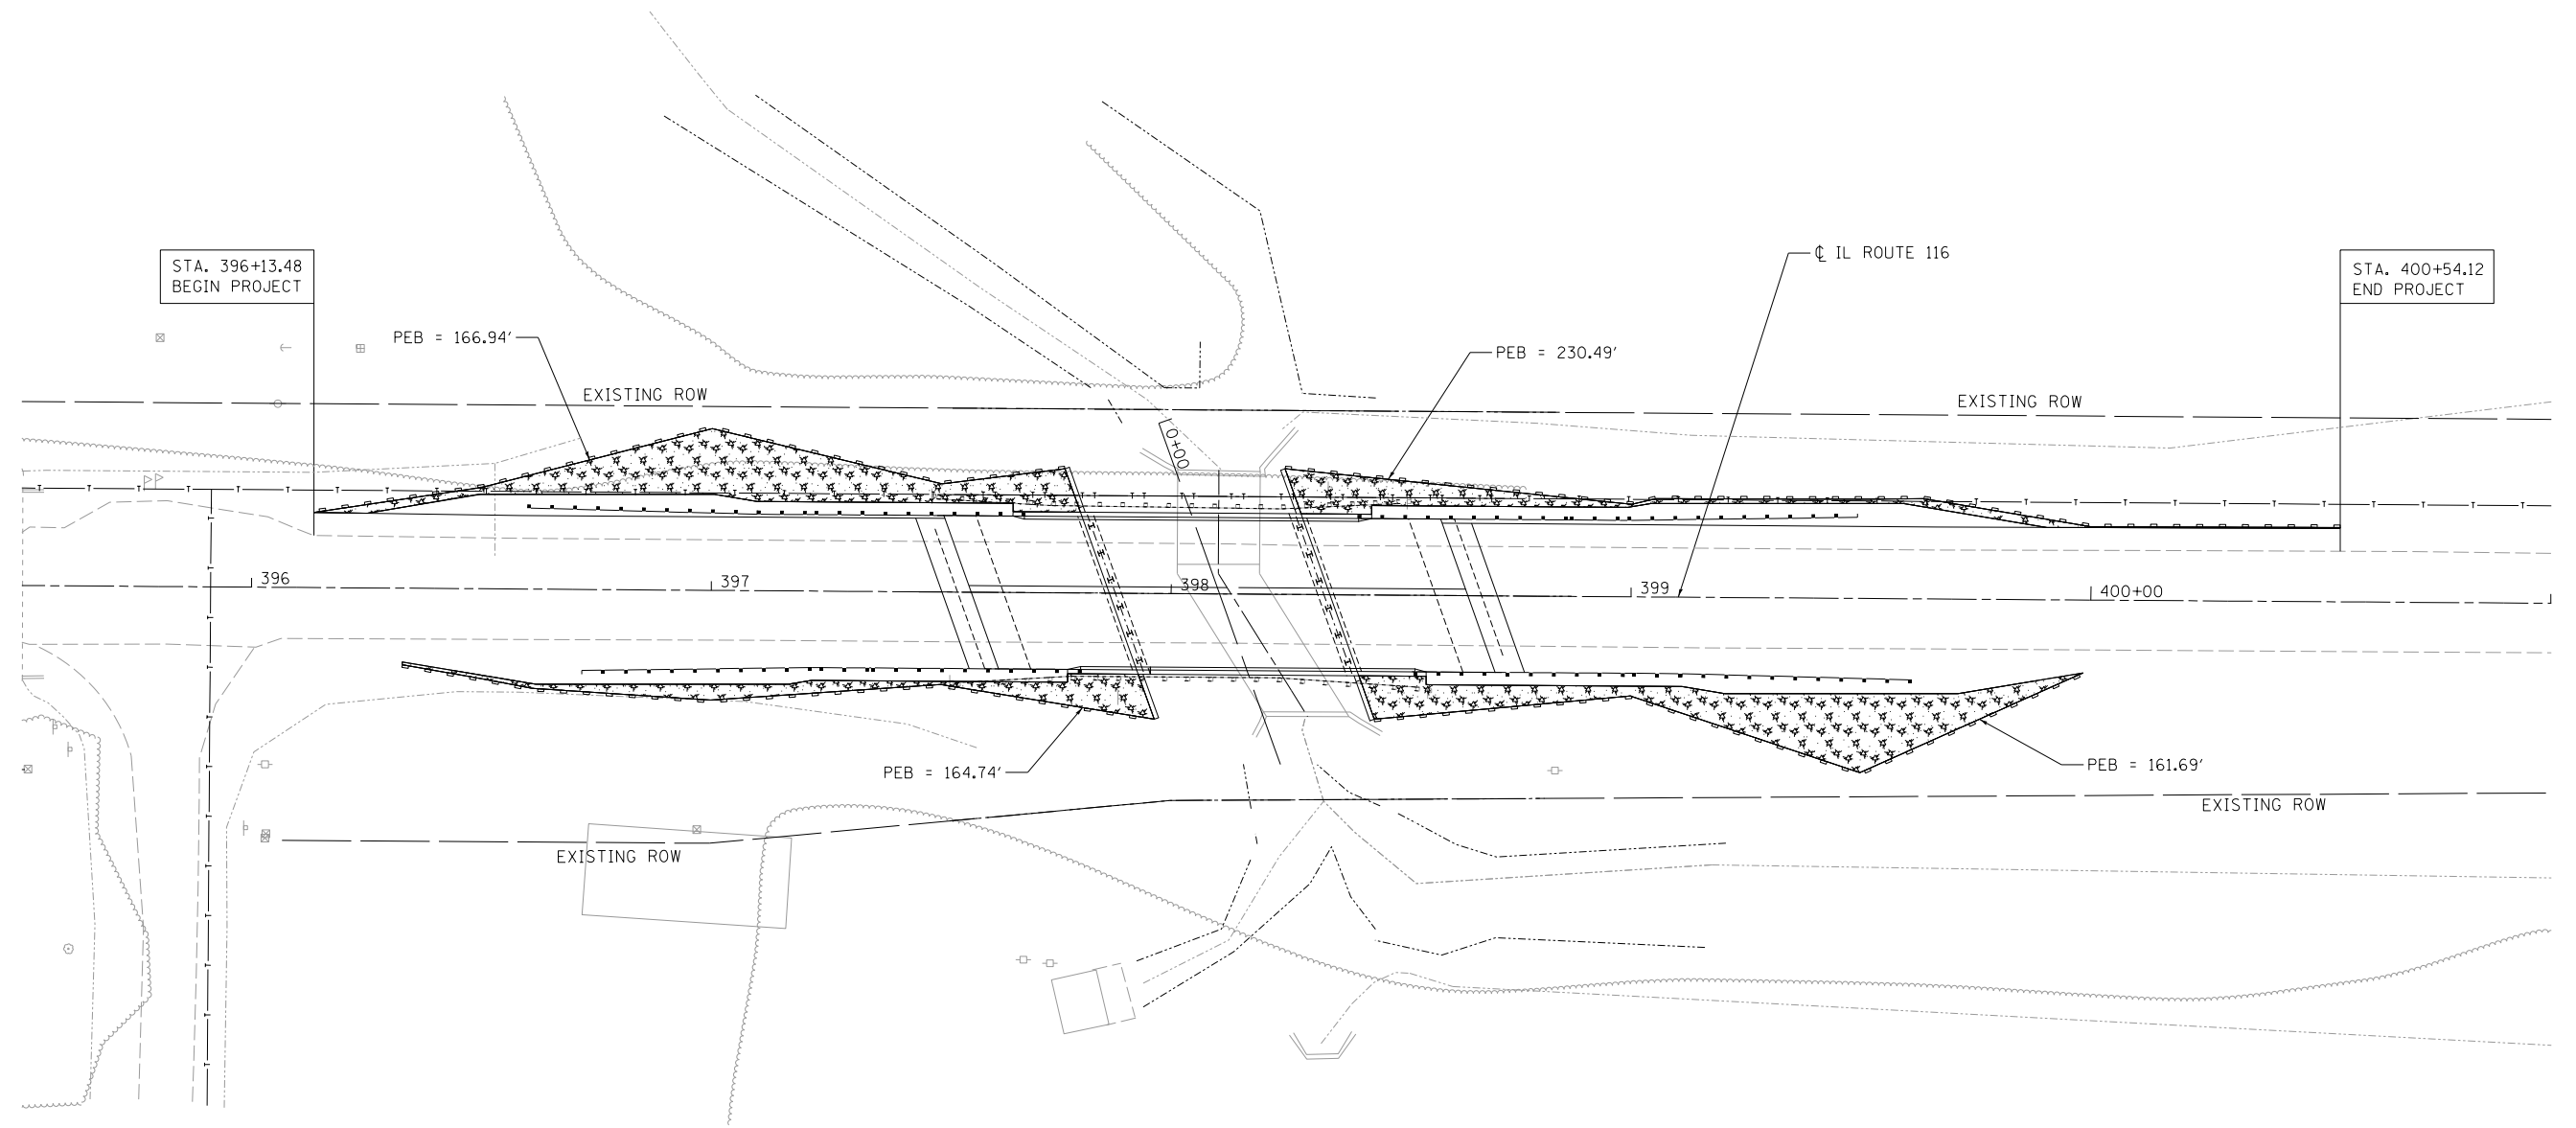 STA. 396+13.48
BEGIN PROJECT
℄ IL ROUTE 116
STA. 400+54.12
END PROJECT
PEB = 166.94′
PEB = 230.49′
EXISTING ROW
EXISTING ROW
0+00
396
397
398
399
400+00
PEB = 164.74′
PEB = 161.69′
EXISTING ROW
EXISTING ROW